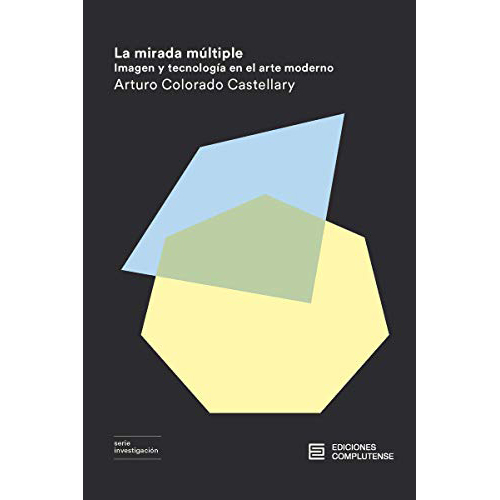 La mirada múltiple
Imagen y tecnología en el arte moderno
Arturo Colorado Castellary
serie
investigación
EDICIONES
COMPLUTENSE